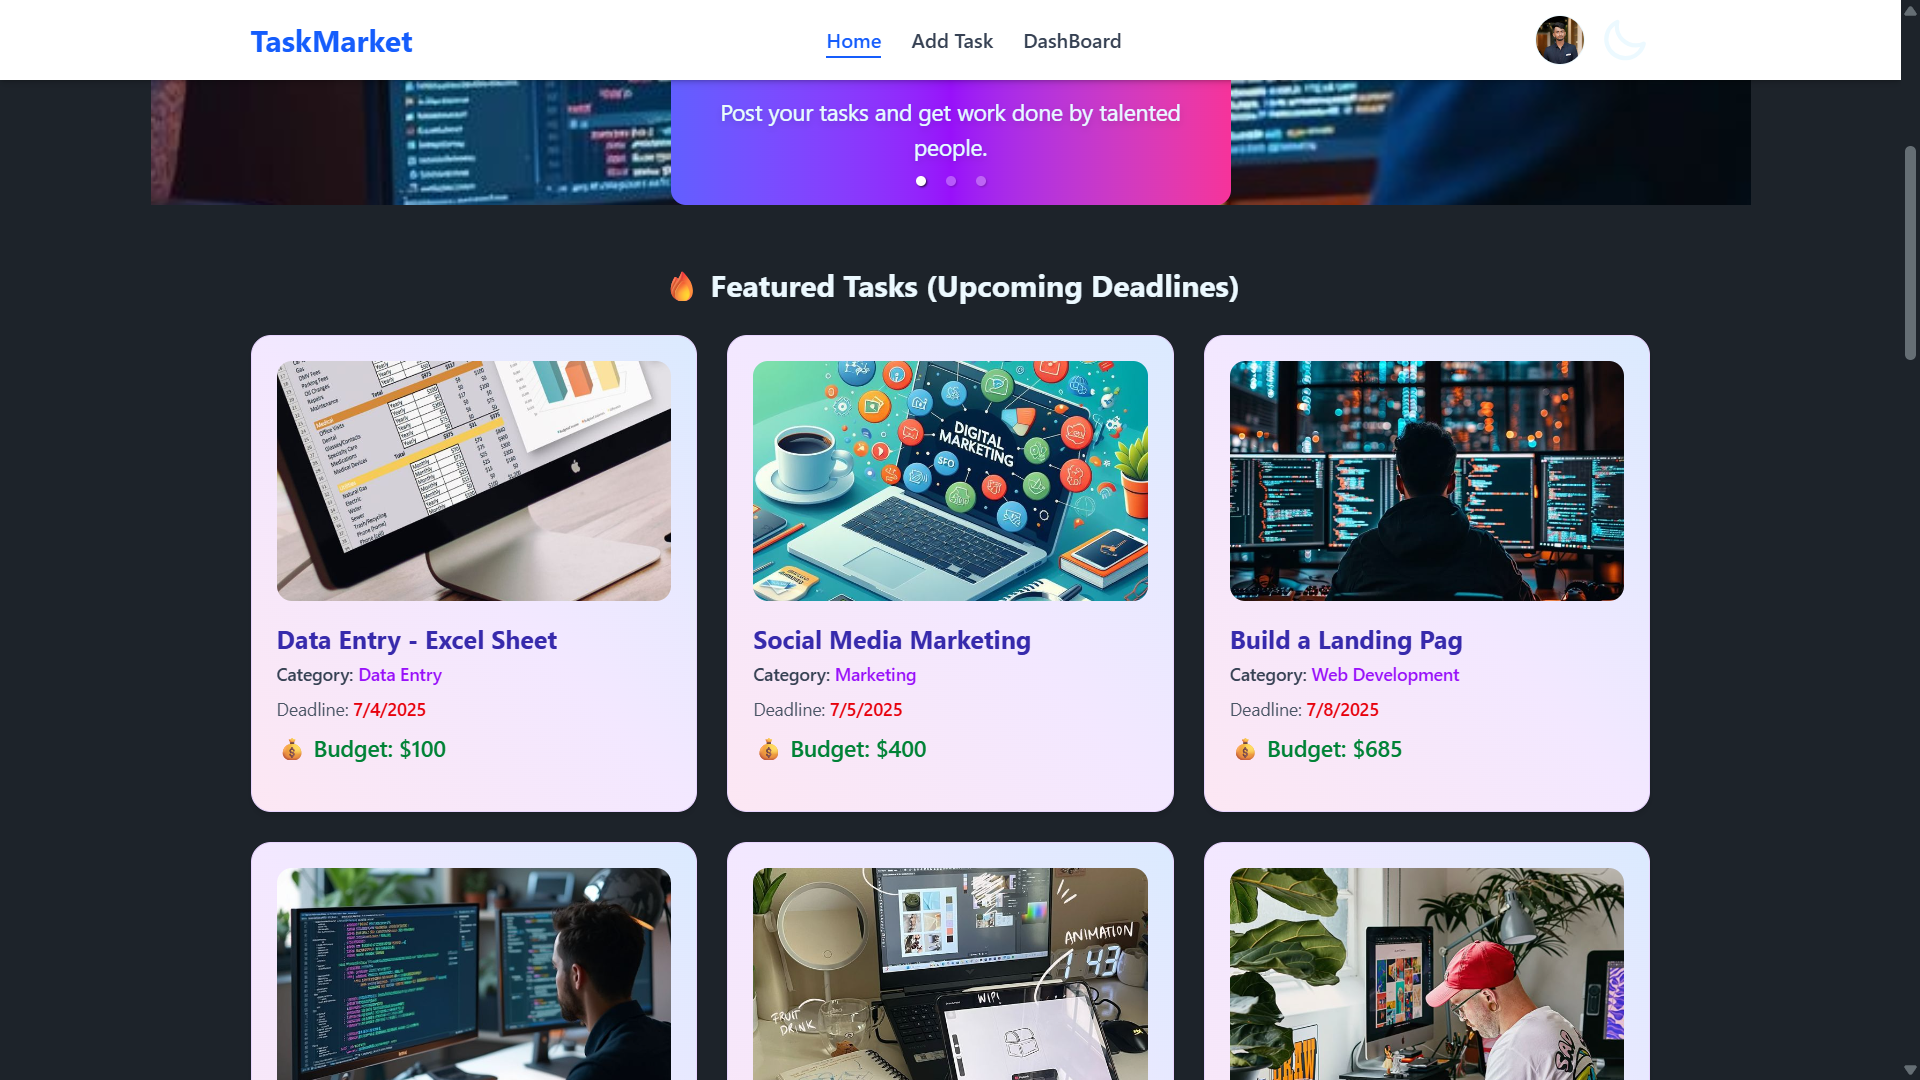 TaskMarket
Home Add Task DashBoard
Post your tasks and get work done by talented
people.
Featured Tasks (Upcoming Deadlines)
DIGITAL
MARKETING
Data Entry - Excel Sheet
Category: Data Entry
Deadline: 7/4/2025
Budget: $100
Social Media Marketing
Category: Marketing
Deadline: 7/5/2025
Budget: $400
Build a Landing Pag
Category: Web Development
Deadline: 7/8/2025
Budget: $685
ANIMATION
1 43
WIP!
FRUIT
DRINK